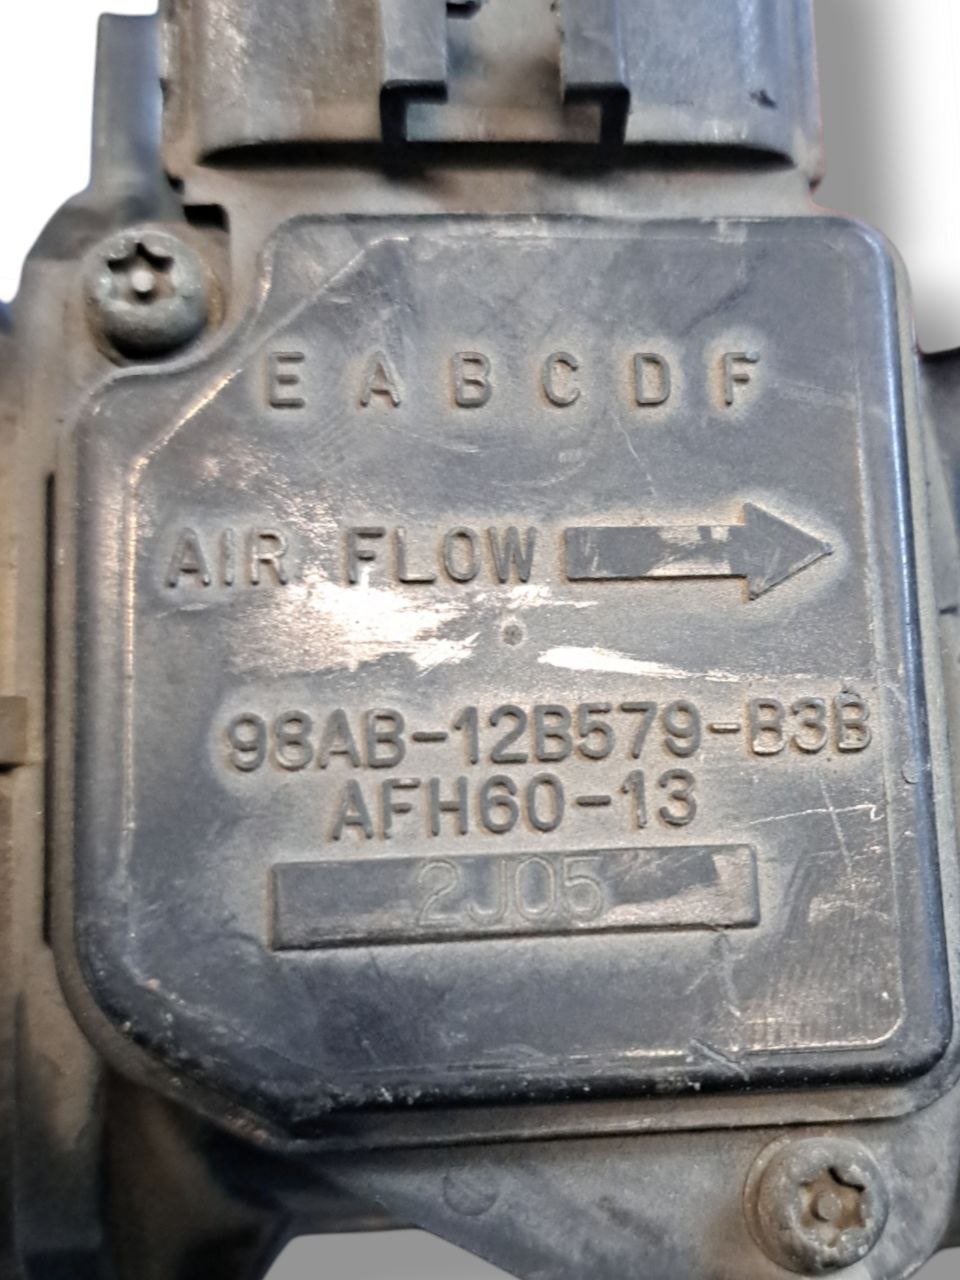 E A B C D F
AIR FLOW
98AB-12B579-B3B
AFH60-13
2J05